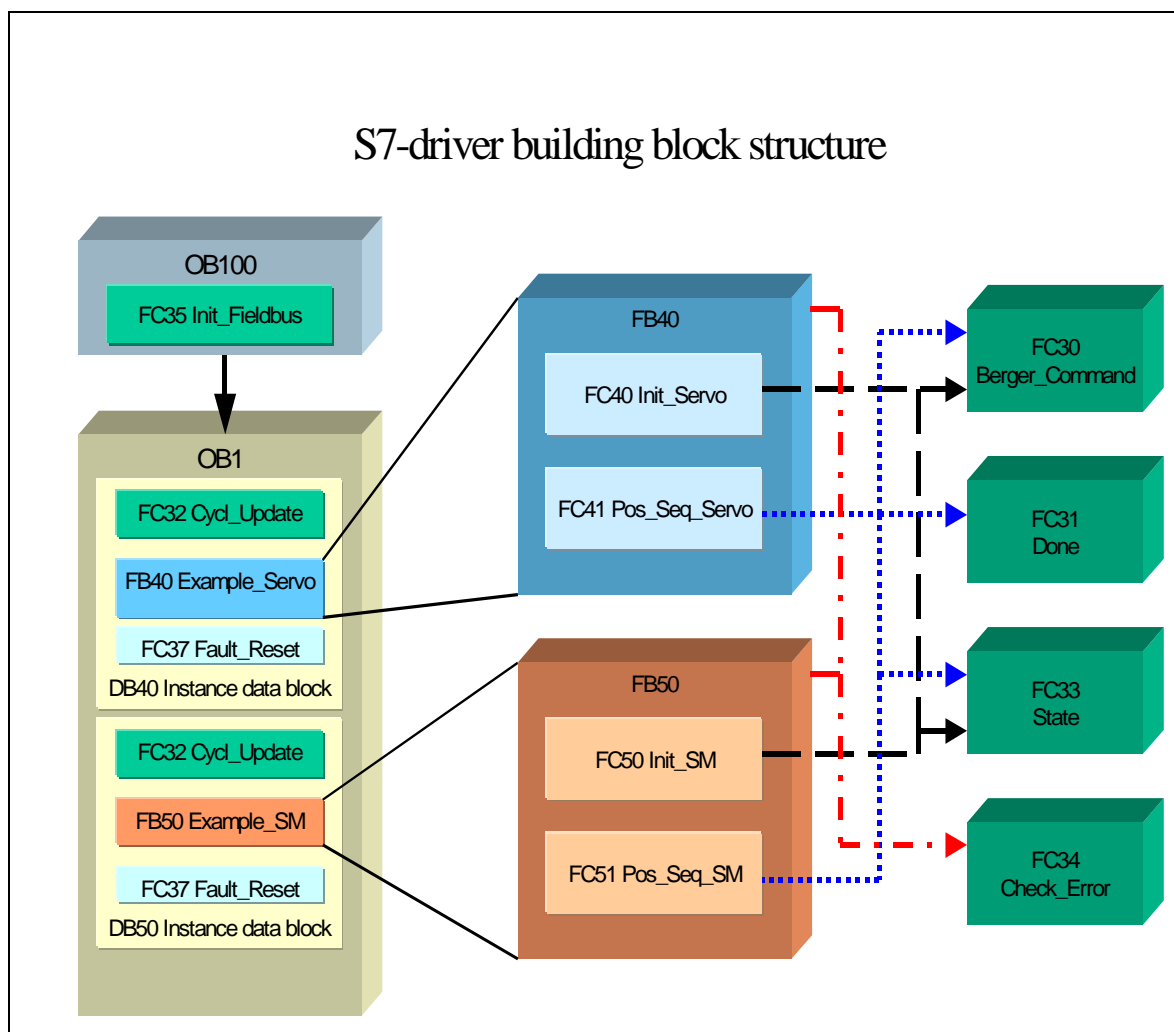 S7-driver building block structure
OB100
FC35 Init_Fieldbus
OB1
FC32 Cycl_Update
FB40 Example_Servo
FC37 Fault_Reset
DB40 Instance data block
FC32 Cycl_Update
FB50 Example_SM
FC37 Fault_Reset
DB50 Instance data block
FB40
FC40 Init_Servo
FC41 Pos_Seq_Servo
FB50
FC50 Init_SM
FC51 Pos_Seq_SM
FC30
Berger_Command
FC31
Done
FC33
State
FC34
Check_Error